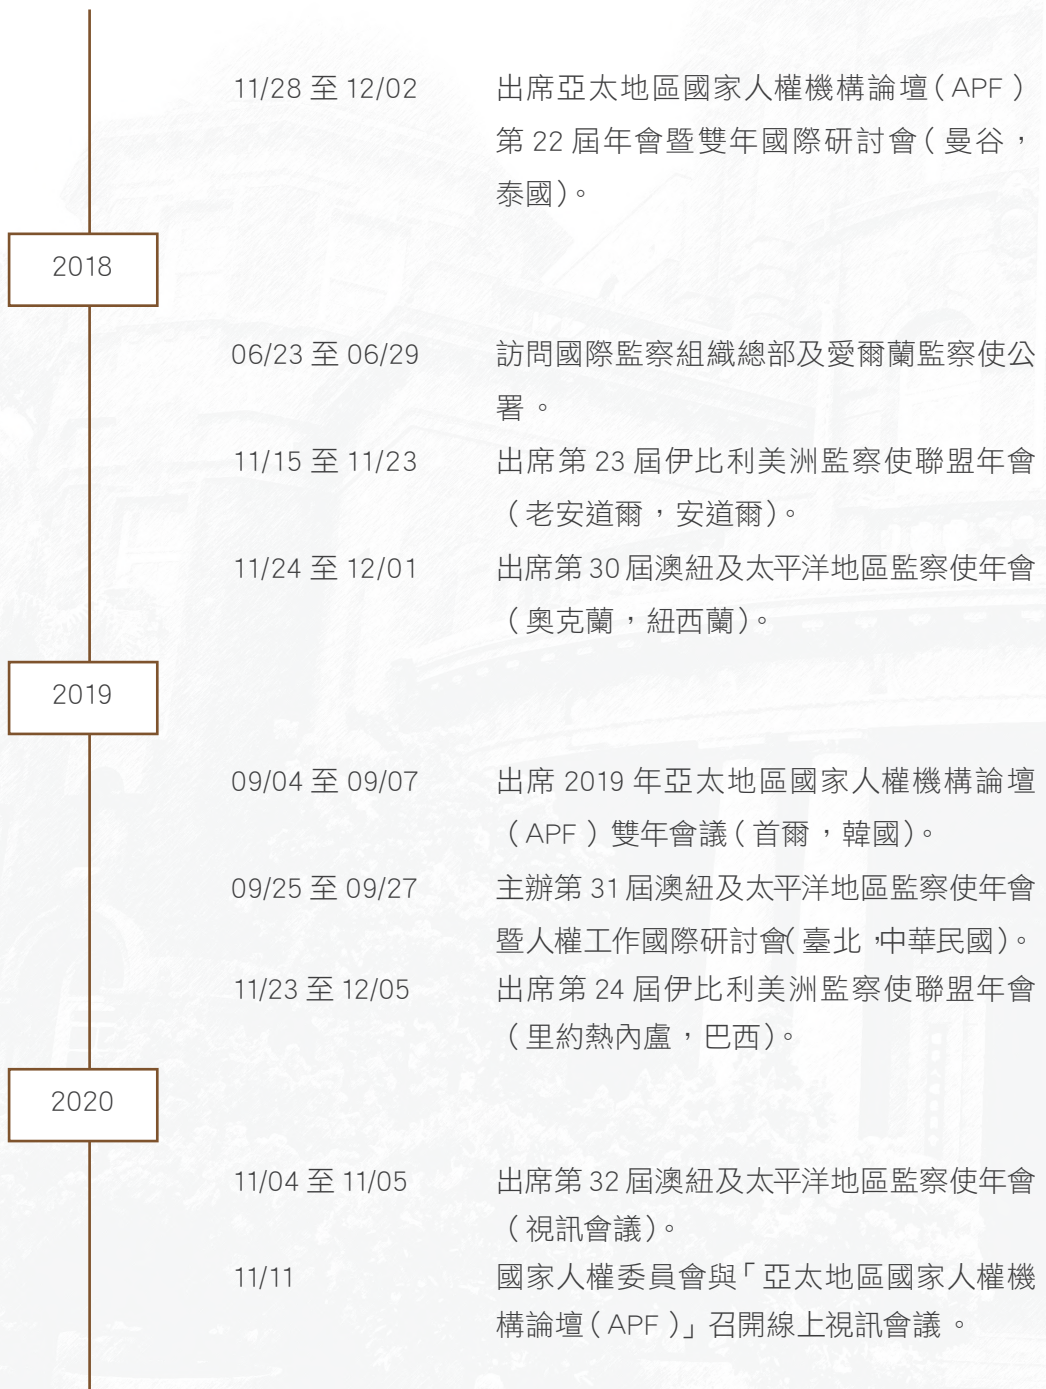 11/28 至 12/02 出席亞太地區國家人權機構論壇（APF）
第 22 屆年會暨雙年國際研討會（曼谷，
泰國）。
2018
06/23 至 06/29 訪問國際監察組織總部及愛爾蘭監察使公
署。
11/15 至 11/23 出席第 23 屆伊比利美洲監察使聯盟年會
（老安道爾，安道爾）。
11/24 至 12/01 出席第 30 屆澳紐及太平洋地區監察使年會
（奧克蘭，紐西蘭）。
2019
09/04 至 09/07 出席 2019 年亞太地區國家人權機構論壇
（APF）雙年會議（首爾，韓國）。
09/25 至 09/27 主辦第 31 屆澳紐及太平洋地區監察使年會
暨人權工作國際研討會（臺北，中華民國）。
11/23 至 12/05 出席第 24 屆伊比利美洲監察使聯盟年會
（里約熱內盧，巴西）。
2020
11/04 至 11/05 出席第 32 屆澳紐及太平洋地區監察使年會
（視訊會議）。
11/11 國家人權委員會與「亞太地區國家人權機
構論壇（APF）」召開線上視訊會議。